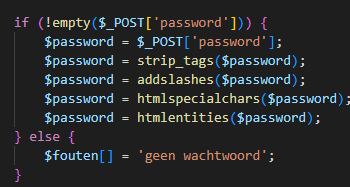 if (!empty($_POST['password'])) {
    $password = $_POST['password'];
    $password = strip_tags($password);
    $password = addslashes($password);
    $password = htmlspecialchars($password);
    $password = htmlentities($password);
} else {
    $fouten[] = 'geen wachtwoord';
}